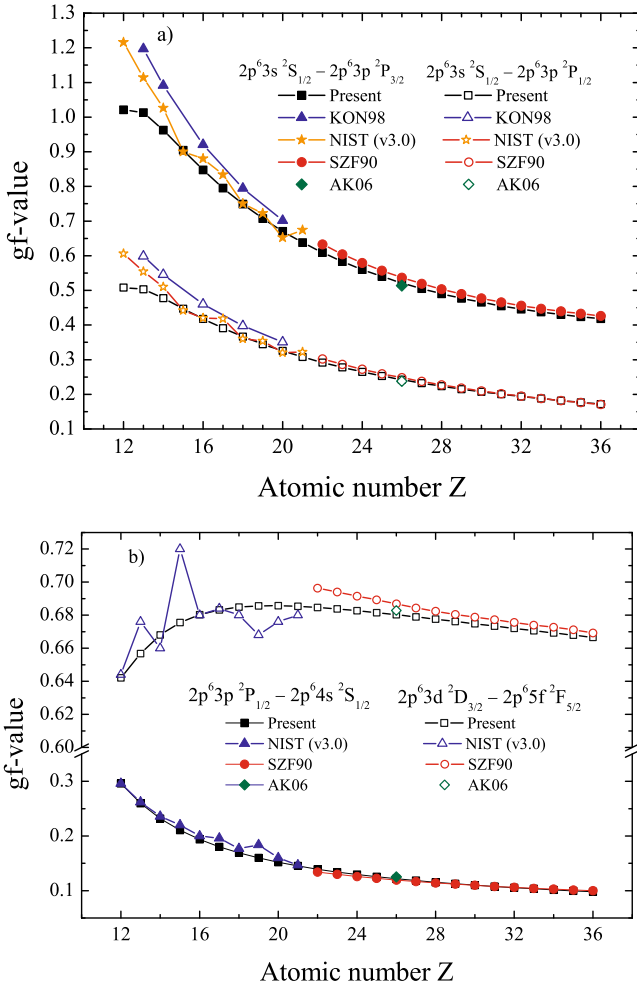 a)
2p⁶3s ²S₁/₂ – 2p⁶3p ²P₃/₂
Present
KON98
NIST (v3.0)
SZF90
AK06
2p⁶3s ²S₁/₂ – 2p⁶3p ²P₁/₂
Present
KON98
NIST (v3.0)
SZF90
AK06
1.3
1.2
1.1
1.0
0.9
0.8
0.7
0.6
0.5
0.4
0.3
0.2
0.1
gf-value
12 16 20 24 28 32 36
Atomic number Z
b)
0.72
0.70
0.68
0.66
0.64
0.62
0.60
0.3
0.1
gf-value
2p⁶3p ²P₁/₂ – 2p⁶4s ²S₁/₂
Present
NIST (v3.0)
SZF90
AK06
2p⁶3d ²D₃/₂ – 2p⁶5f ²F₅/₂
Present
NIST (v3.0)
SZF90
AK06
12 16 20 24 28 32 36
Atomic number Z